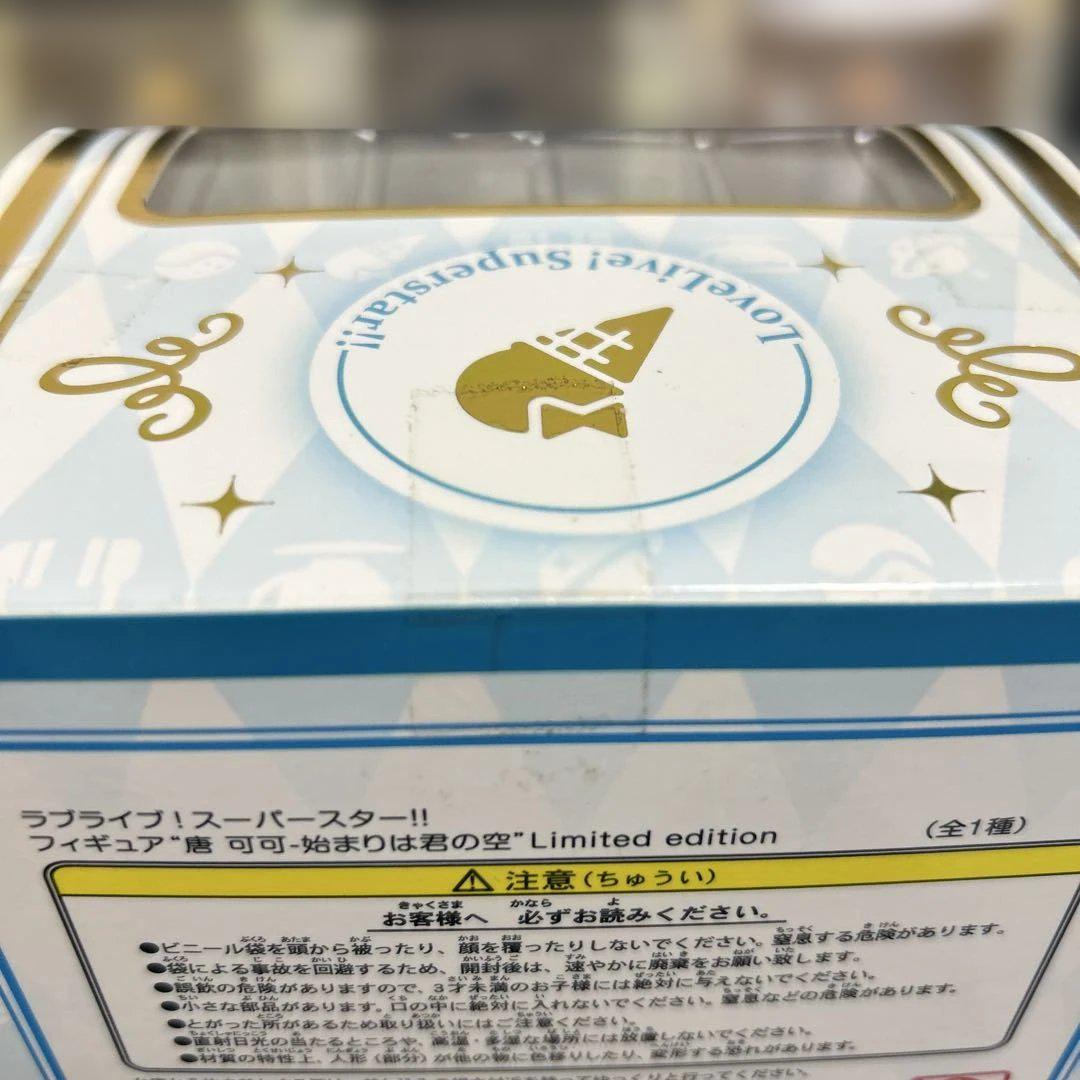 LoveLive! Superstar!!
ラブライブ！スーパースター!!
フィギュア“唐 可可-始まりは君の空”Limited edition
(全1種)
⚠ 注意(ちゅうい)
お客様へ 必ずお読みください。
●ビニール袋を頭から被ったり、顔を覆ったりしないでください。窒息する危険があります。
●袋による事故を回避するため、開封後は、速やかに廃棄をお願い致します。
●誤飲の危険がありますので、3才未満のお子様には絶対に与えないでください。
●小さな部品があります。口の中に絶対に入れないでください。窒息などの危険があります。
●とがった所があるため取り扱いにはご注意ください。
●直射日光の当たるところや、高温・多湿な場所には放置しないでください。
●材質の特性上、人形(部分)が他の物に色移りしたり、変形する恐れがあります。